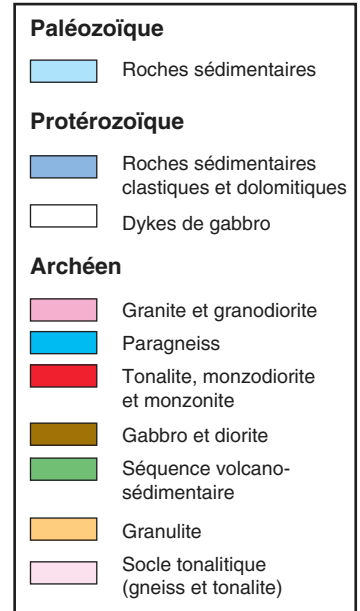 Paléozoïque
Roches sédimentaires
Protérozoïque
Roches sédimentaires
clastiques et dolomitiques
Dykes de gabbro
Archéen
Granite et granodiorite
Paragneiss
Tonalite, monzodiorite
et monzonite
Gabbro et diorite
Séquence volcano-
sédimentaire
Granulite
Socle tonalitique
(gneiss et tonalite)